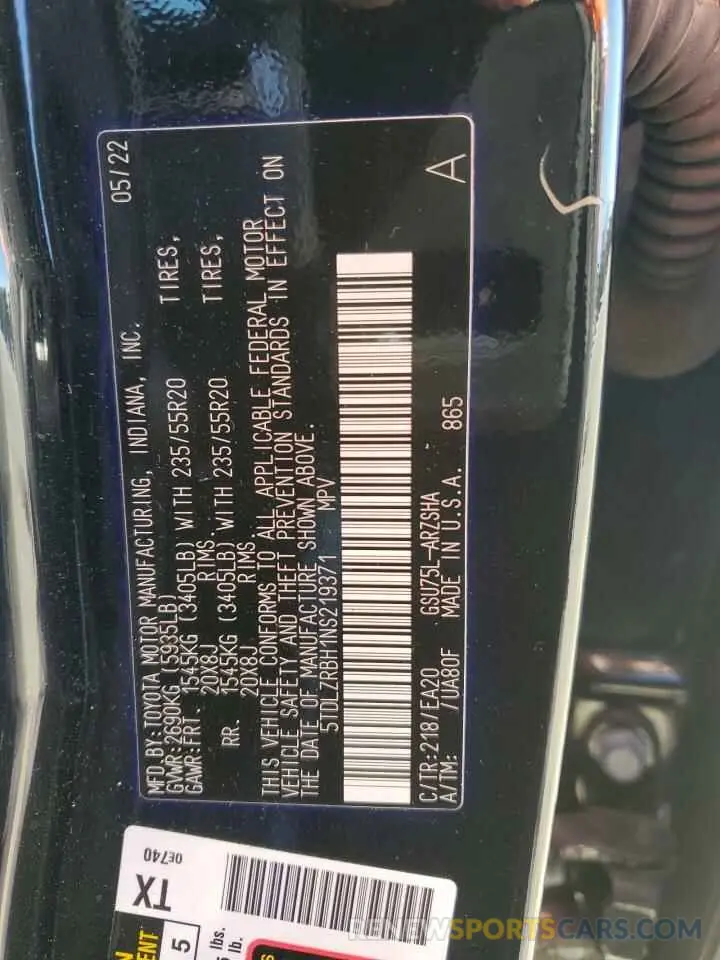 MFD BY:TOYOTA MOTOR MANUFACTURING, INDIANA, INC. 05/22
GVWR:2690KG (5935LB)
GAWR:FRT. 1545KG (3405LB) WITH 235/55R20 TIRES,
20X8J RIMS.
RR. 1545KG (3405LB) WITH 235/55R20 TIRES,
20X8J RIMS.
THIS VEHICLE CONFORMS TO ALL APPLICABLE FEDERAL MOTOR
VEHICLE SAFETY AND THEFT PREVENTION STANDARDS IN EFFECT ON
THE DATE OF MANUFACTURE SHOWN ABOVE.
5TDLZRBH1NS219371 MPV
C/TR:218/EA20 GSU75L-ARZSHA
A/TM: /UA80F MADE IN U.S.A. 865
A
TX
0E740
5
lbs.
lb.
RENEWSPORTSCARS.COM